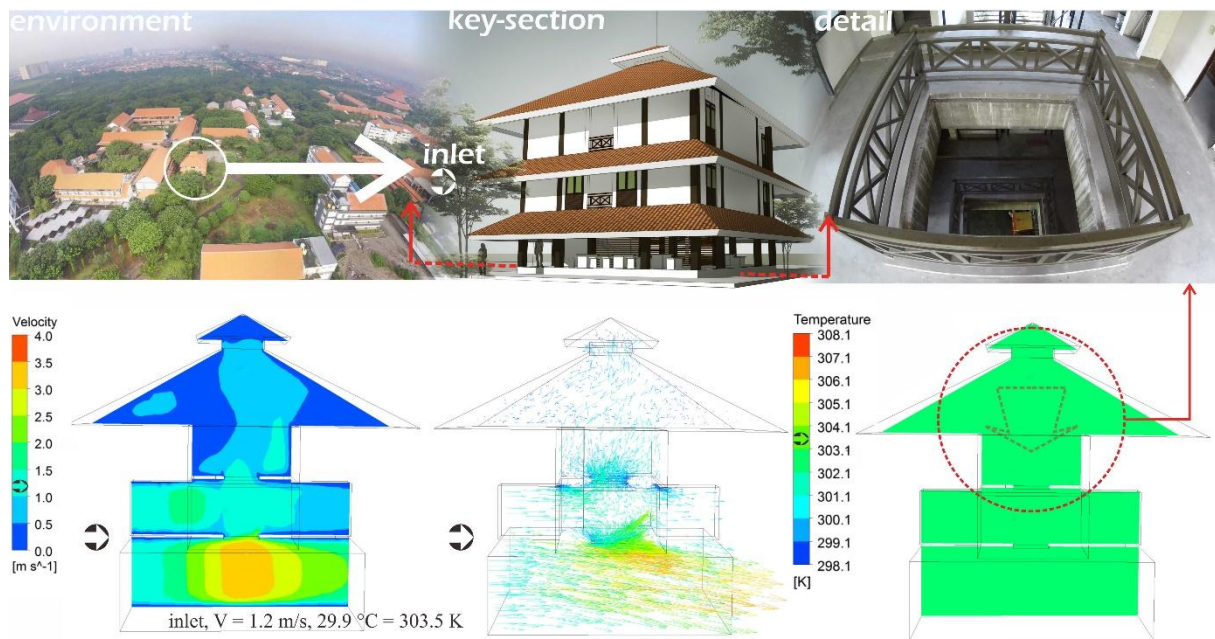 environment
key-section
detail
inlet
Velocity
4.0
3.5
3.0
2.5
2.0
1.5
1.0
0.5
0.0
[m s^-1]
Temperature
308.1
307.1
306.1
305.1
304.1
303.1
302.1
301.1
300.1
299.1
298.1
[K]
inlet, V = 1.2 m/s, 29.9 °C = 303.5 K